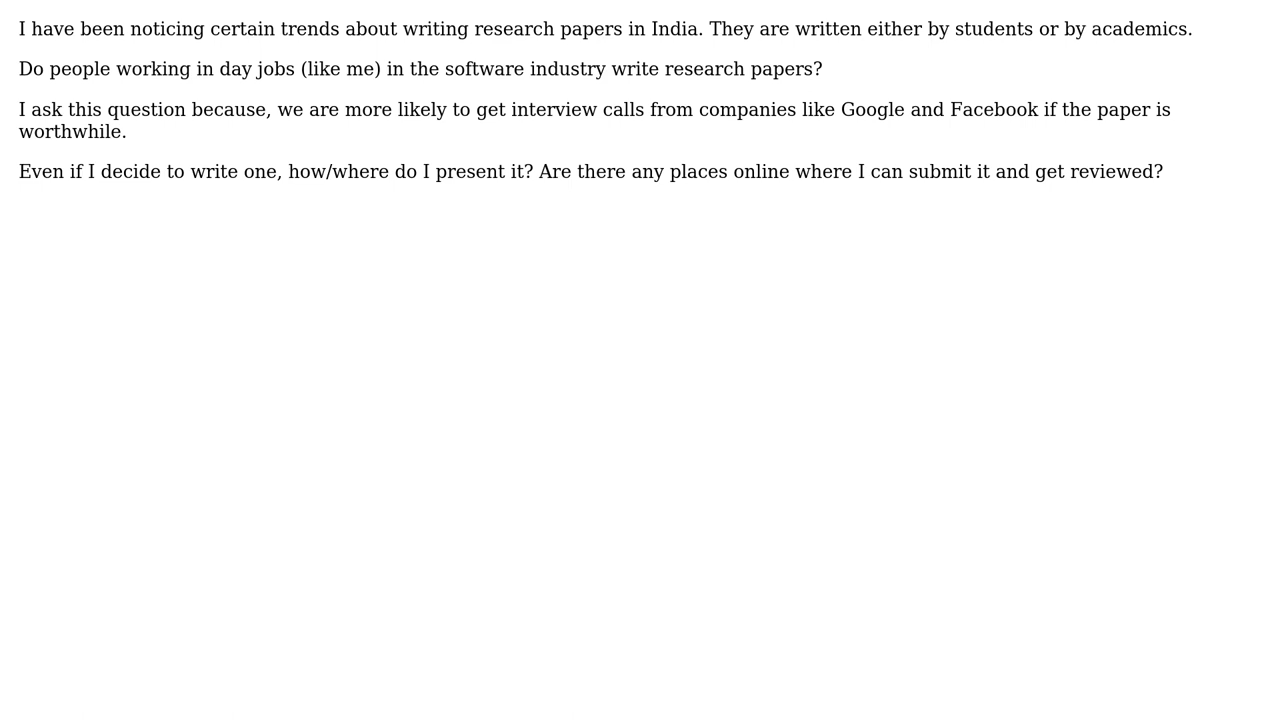 I have been noticing certain trends about writing research papers in India. They are written either by students or by academics.
Do people working in day jobs (like me) in the software industry write research papers?
I ask this question because, we are more likely to get interview calls from companies like Google and Facebook if the paper is
worthwhile.
Even if I decide to write one, how/where do I present it? Are there any places online where I can submit it and get reviewed?